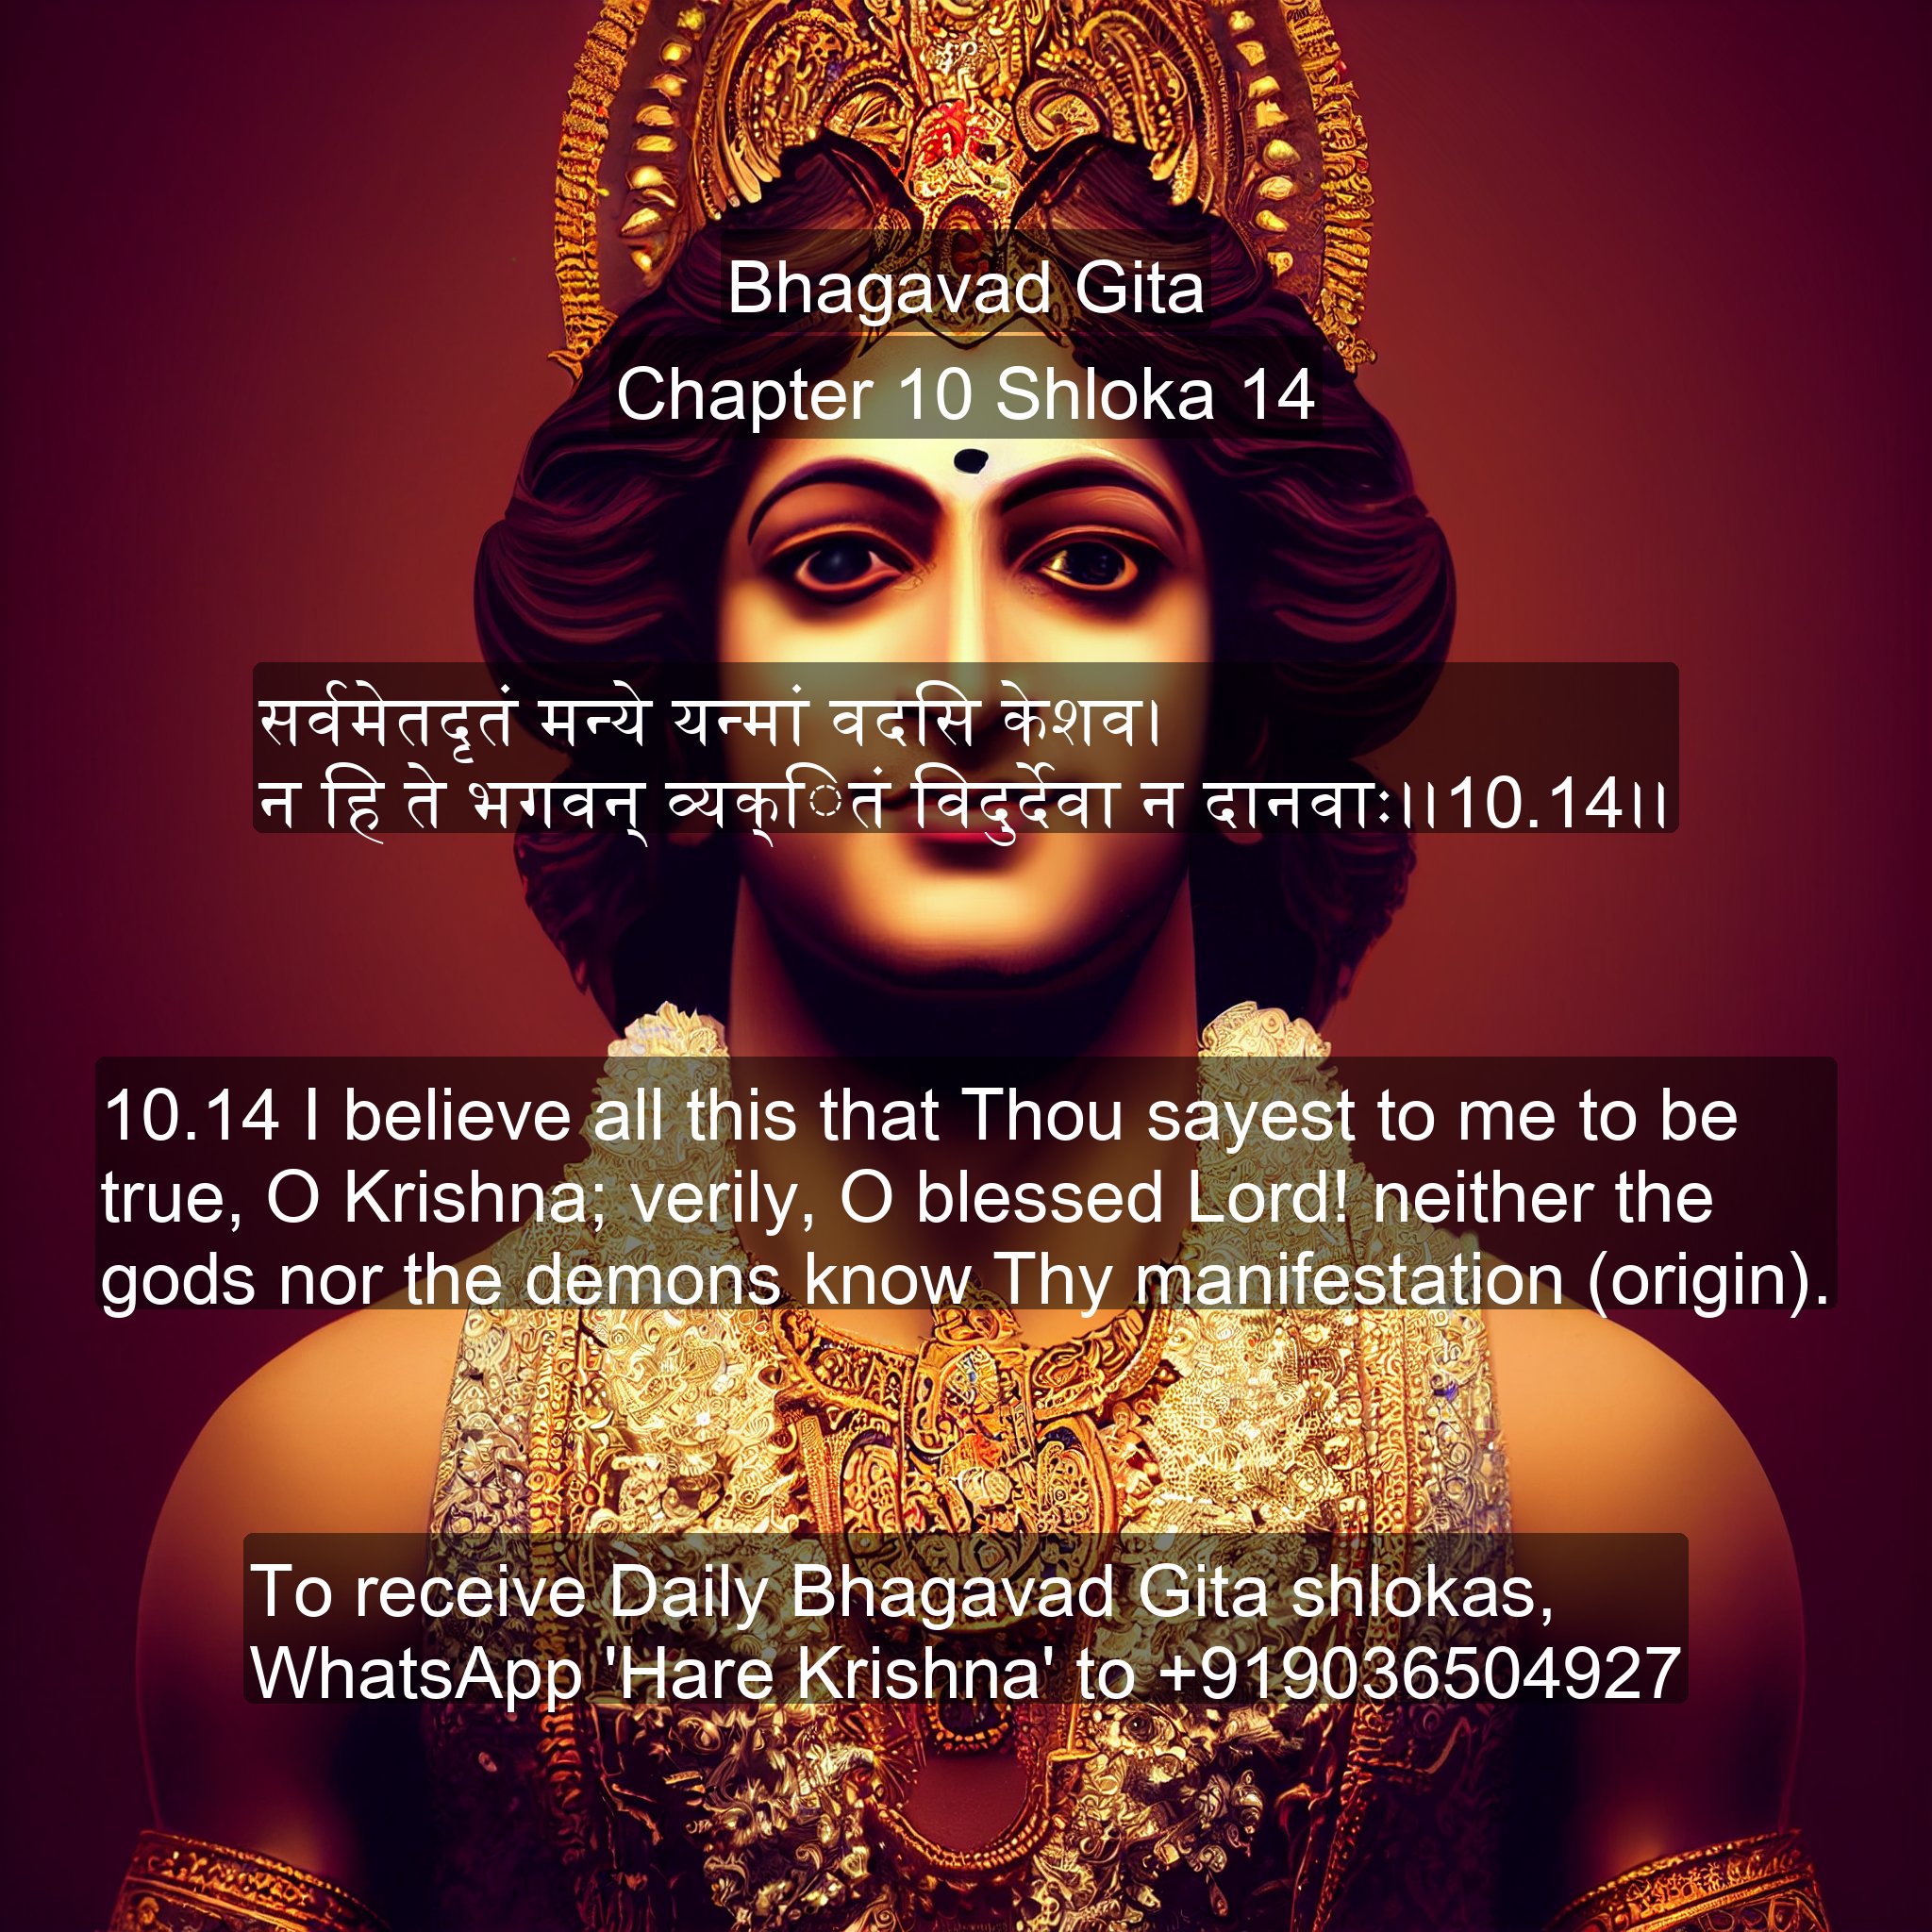 Bhagavad Gita
Chapter 10 Shloka 14
सर्वमेतदृतं मन्ये यन्मां वदसि केशव।
न हि ते भगवन् व्यक्ितं विदुर्देवा न दानवाः।।10.14।।
10.14 I believe all this that Thou sayest to me to be
true, O Krishna; verily, O blessed Lord! neither the
gods nor the demons know Thy manifestation (origin).
To receive Daily Bhagavad Gita shlokas,
WhatsApp 'Hare Krishna' to +919036504927